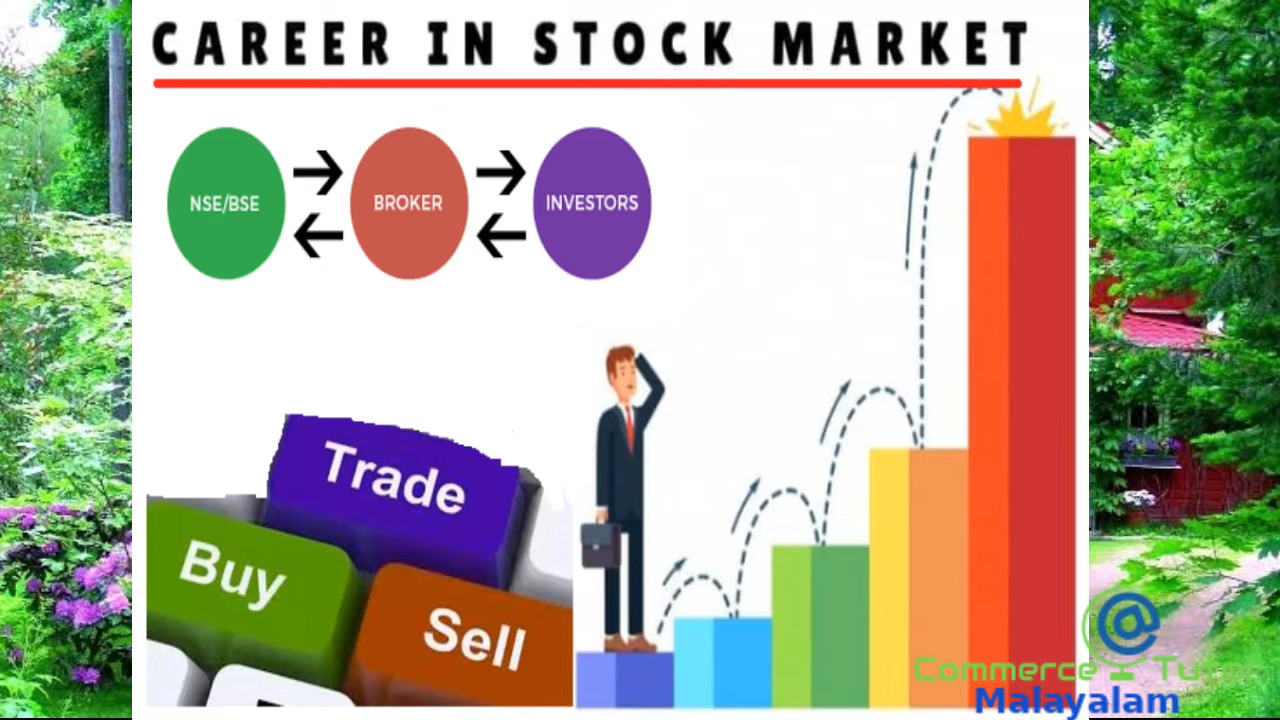 CAREER IN STOCK MARKET
NSE/BSE
BROKER
INVESTORS
Trade
Buy
Sell
@
Commerce Tu
Malayalam